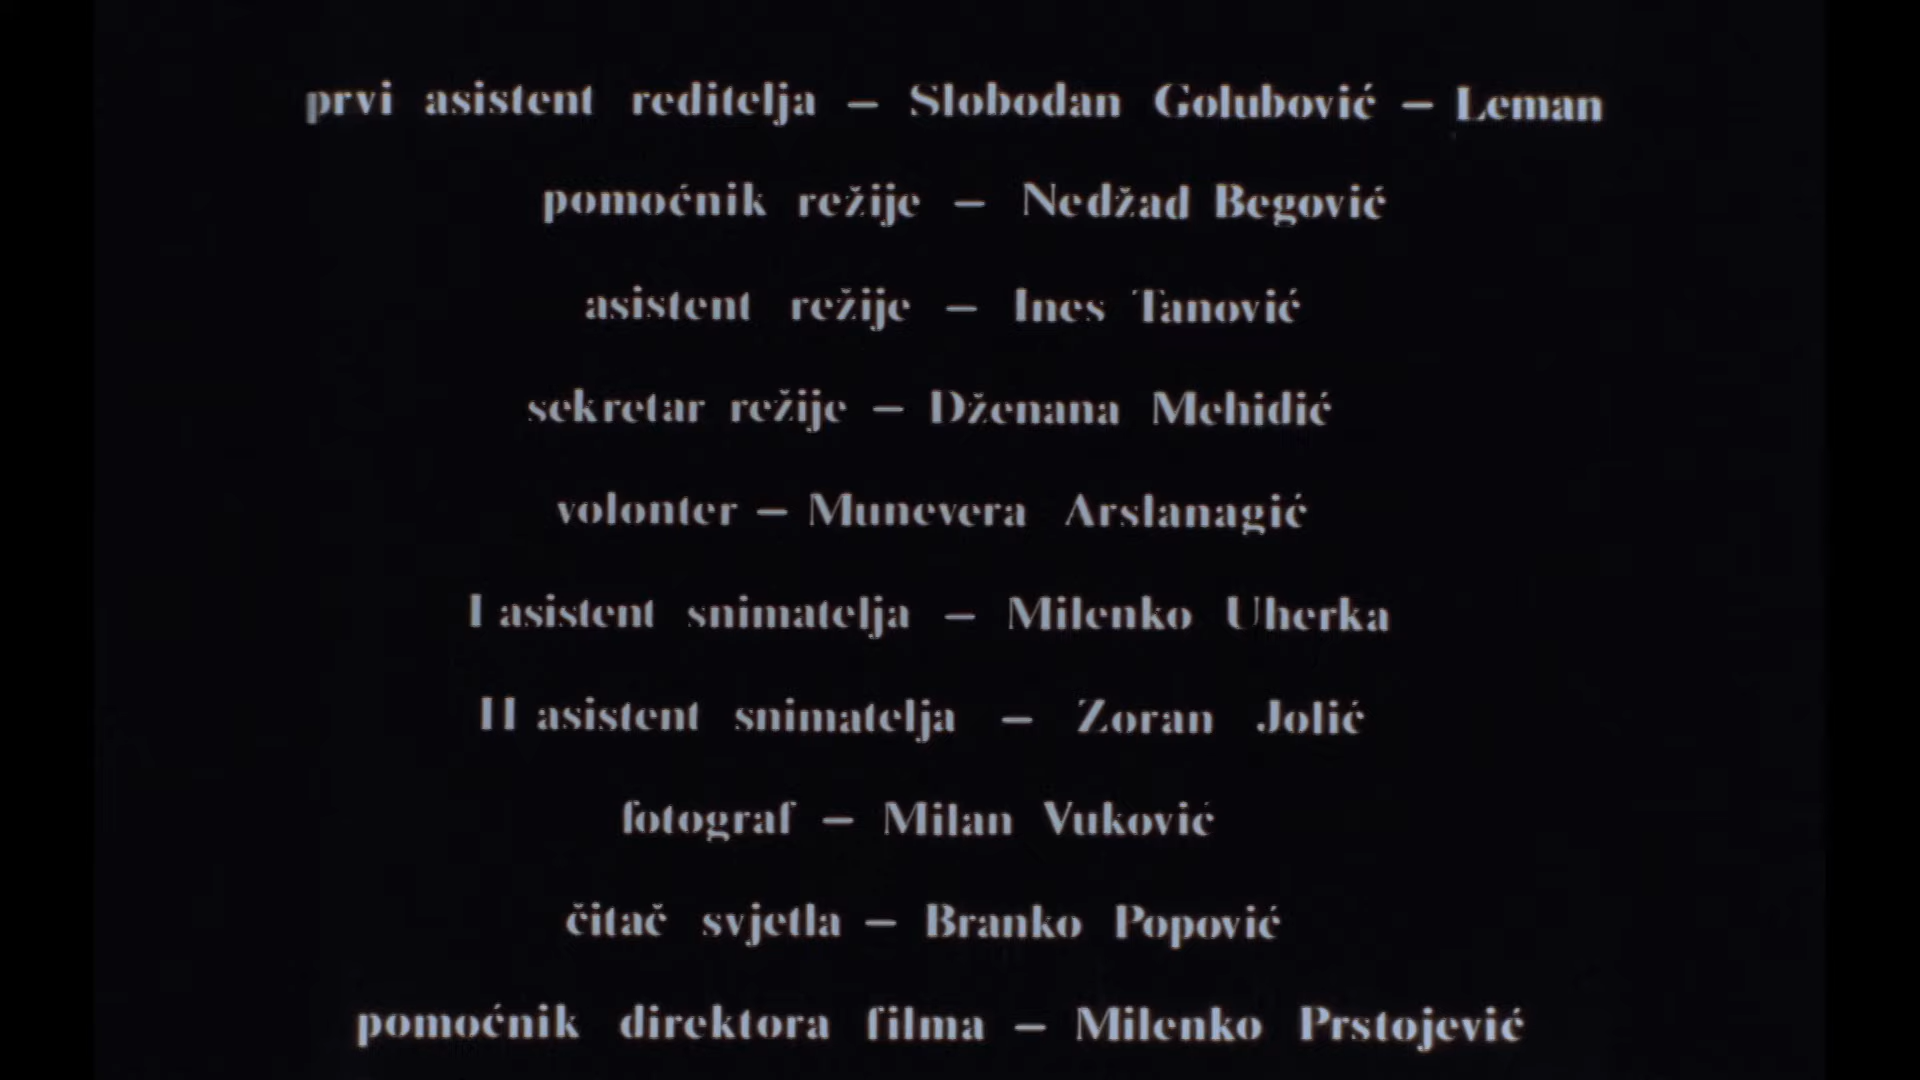 prvi asistent reditelja – Slobodan Golubović – Leman
pomoćnik režije – Nedžad Begović
asistent režije – Ines Tanović
sekretar režije – Dženana Mehidić
volonter – Munevera Arslanagić
I asistent snimatelja – Milenko Uherka
II asistent snimatelja – Zoran Jolić
fotograf – Milan Vuković
čitač svjetla – Branko Popović
pomoćnik direktora filma – Milenko Prstojević